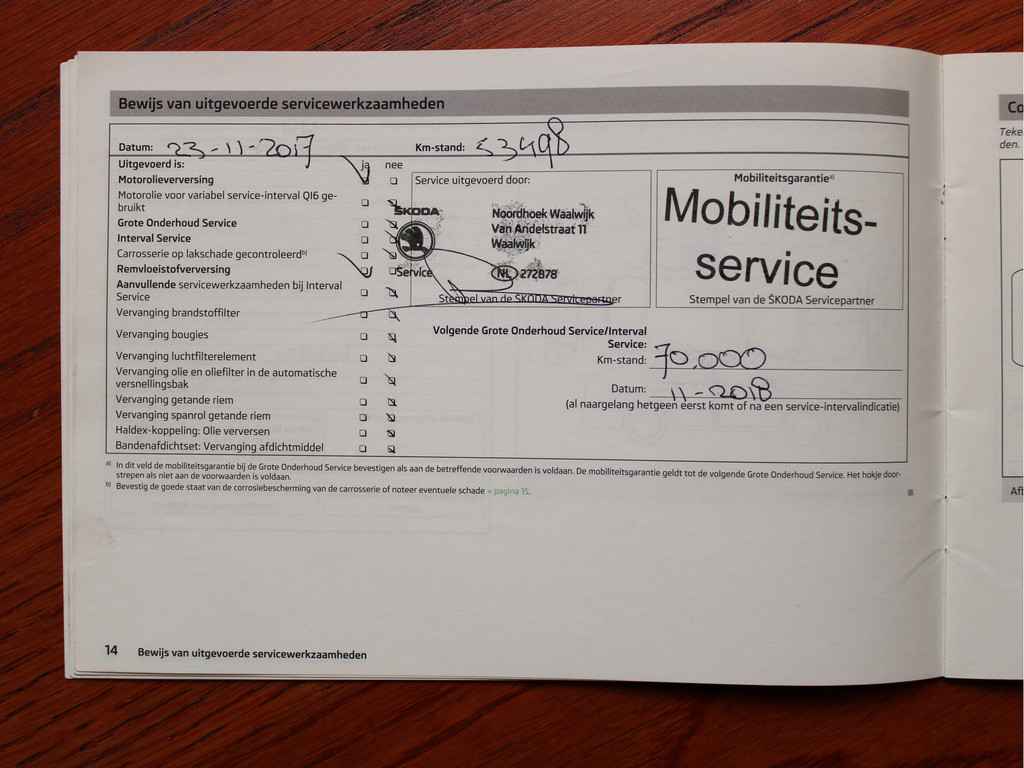 Bewijs van uitgevoerde servicewerkzaamheden
Datum: 23-11-2017
Km-stand: 53498
Uitgevoerd is: ja nee
Motorolieverversing
Motorolie voor variabel service-interval QI6 ge-
bruikt
Grote Onderhoud Service
Interval Service
Carrosserie op lakschade gecontroleerd b)
Remvloeistofverversing
Aanvullende servicewerkzaamheden bij Interval
Service
Vervanging brandstoffilter
Vervanging bougies
Vervanging luchtfilterelement
Vervanging olie en oliefilter in de automatische
versnellingsbak
Vervanging getande riem
Vervanging spanrol getande riem
Haldex-koppeling: Olie verversen
Bandenafdichtset: Vervanging afdichtmiddel
Service uitgevoerd door:
ŠKODA
Service
Noordhoek Waalwijk
Van Andelstraat 11
Waalwijk
NL 272878
Stempel van de ŠKODA Servicepartner
Mobiliteitsgarantie a)
Mobiliteits-
service
Stempel van de ŠKODA Servicepartner
Volgende Grote Onderhoud Service/Interval
Service:
Km-stand: 70.000
Datum: 11-2018
(al naargelang hetgeen eerst komt of na een service-intervalindicatie)
a) In dit veld de mobiliteitsgarantie bij de Grote Onderhoud Service bevestigen als aan de betreffende voorwaarden is voldaan. De mobiliteitsgarantie geldt tot de volgende Grote Onderhoud Service. Het hokje door-
strepen als niet aan de voorwaarden is voldaan.
b) Bevestig de goede staat van de corrosiebescherming van de carrosserie of noteer eventuele schade » pagina 35.
14 Bewijs van uitgevoerde servicewerkzaamheden
Teke
den.